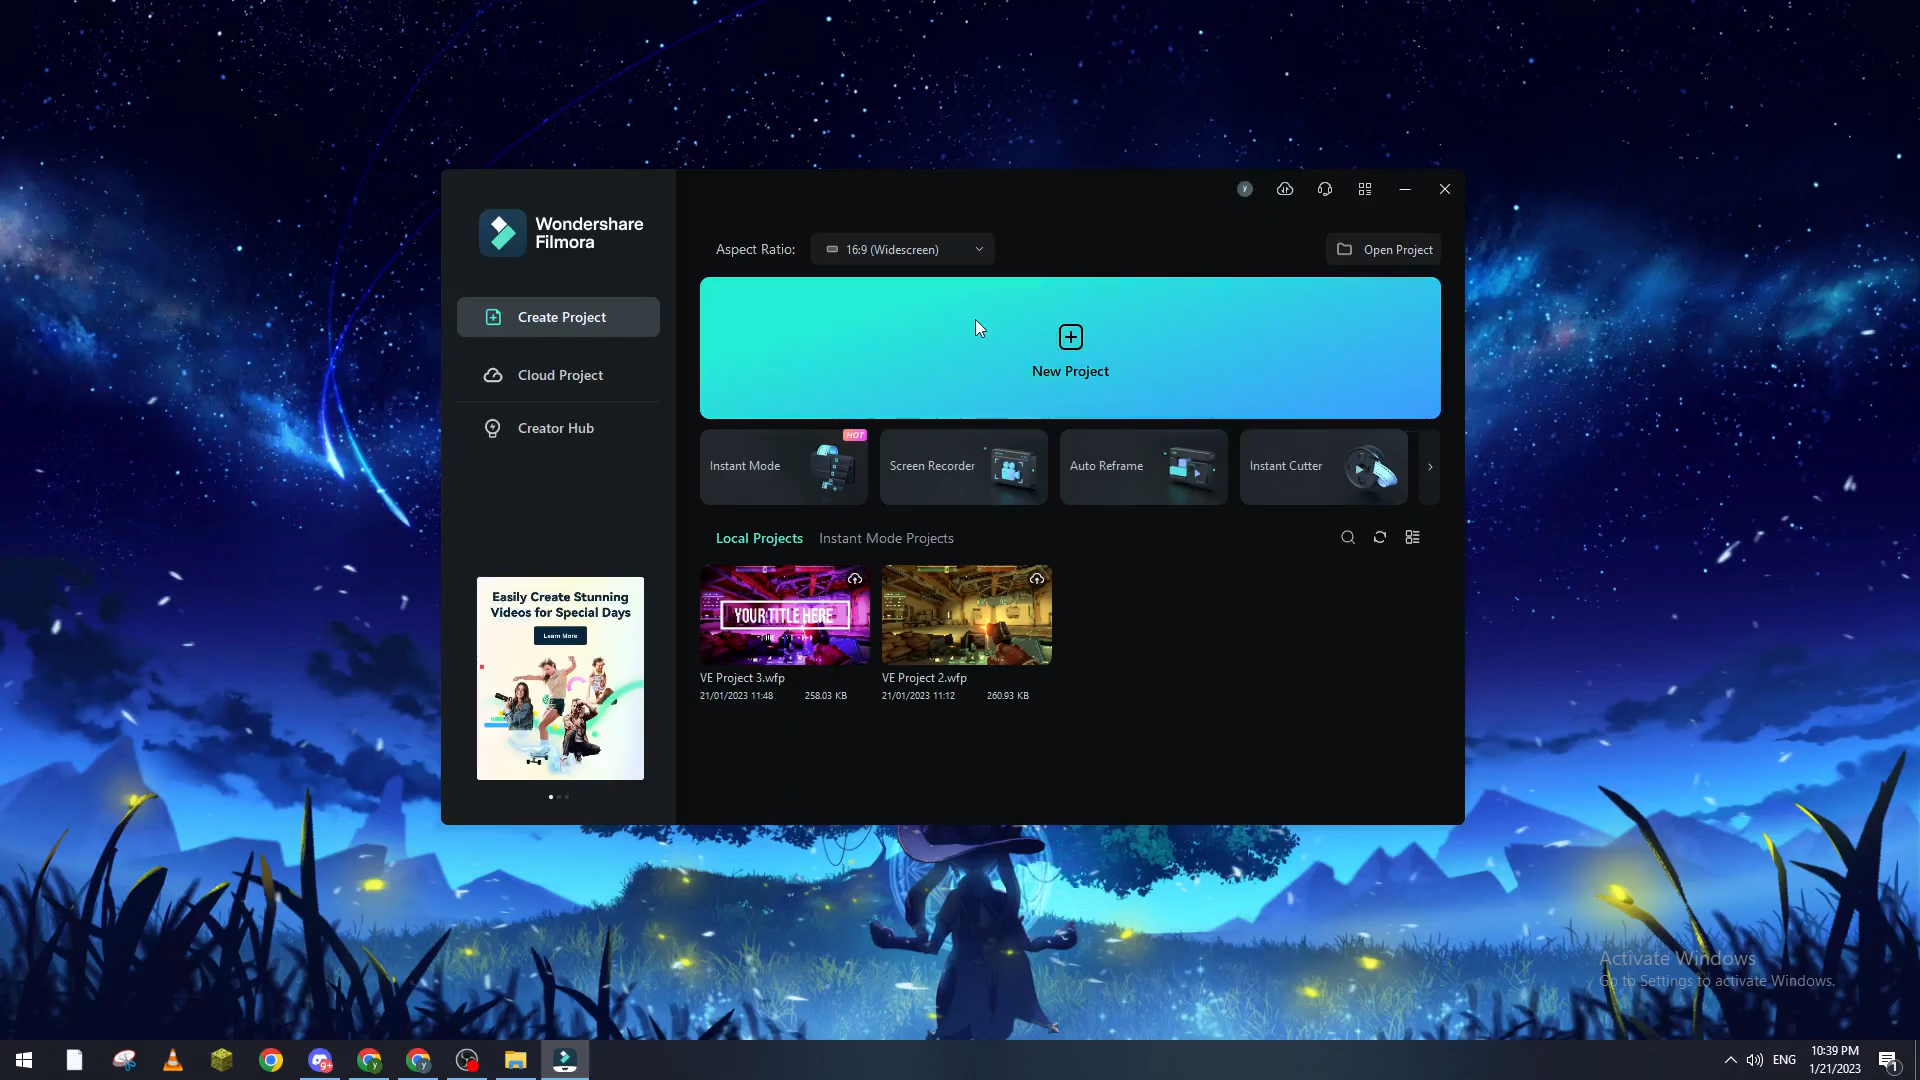 Wondershare
Filmora
Create Project
Cloud Project
Creator Hub
Easily Create Stunning
Videos for Special Days
Learn More
y
Aspect Ratio:
16:9 (Widescreen)
Open Project
New Project
Instant Mode
HOT
Screen Recorder
Auto Reframe
Instant Cutter
Local Projects
Instant Mode Projects
YOUR TITLE HERE
VE Project 3.wfp
21/01/2023 11:48
258.03 KB
VE Project 2.wfp
21/01/2023 11:12
260.93 KB
Activate Windows
Go to Settings to activate Windows.
9+
y
y
ENG
10:39 PM
1/21/2023
1